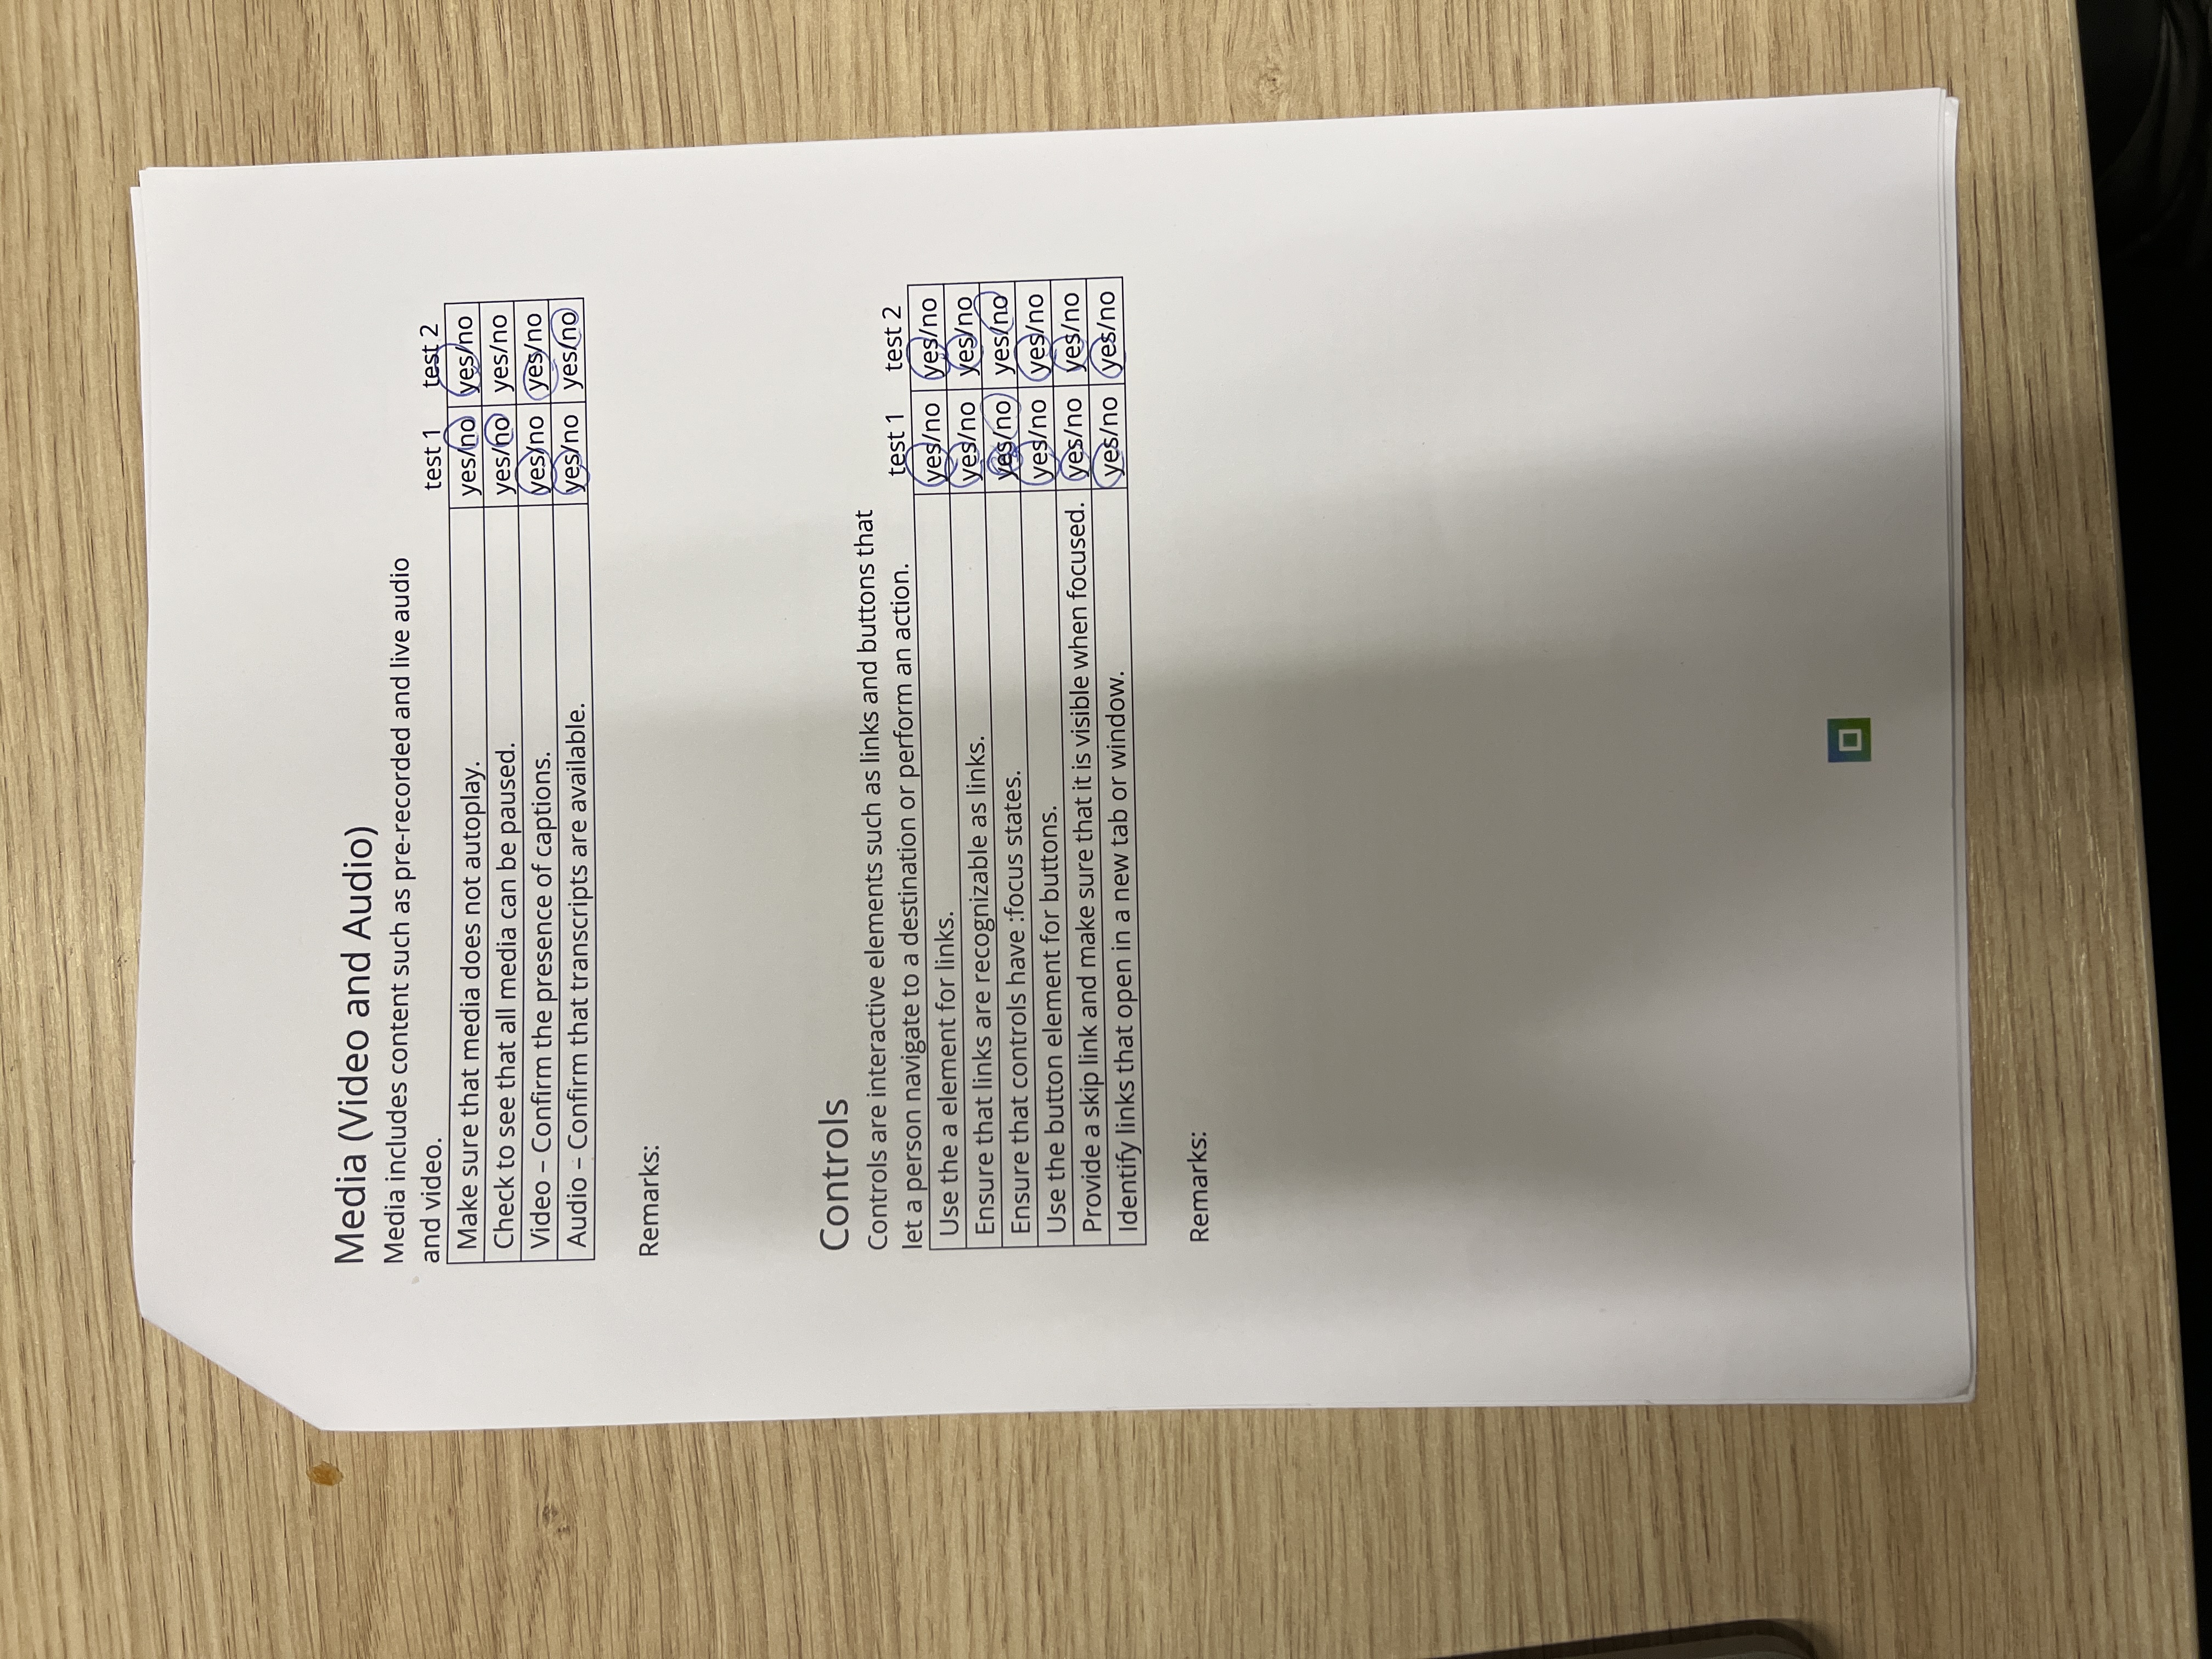 Media (Video and Audio)
Media includes content such as pre-recorded and live audio
and video. test 1 test 2
Make sure that media does not autoplay. yes/no yes/no
Check to see that all media can be paused. yes/no yes/no
Video – Confirm the presence of captions. yes/no yes/no
Audio – Confirm that transcripts are available. yes/no yes/no
Remarks:
Controls
Controls are interactive elements such as links and buttons that
let a person navigate to a destination or perform an action. test 1 test 2
Use the a element for links. yes/no yes/no
Ensure that links are recognizable as links. yes/no yes/no
Ensure that controls have :focus states. yes/no yes/no
Use the button element for buttons. yes/no yes/no
Provide a skip link and make sure that it is visible when focused. yes/no yes/no
Identify links that open in a new tab or window. yes/no yes/no
Remarks: